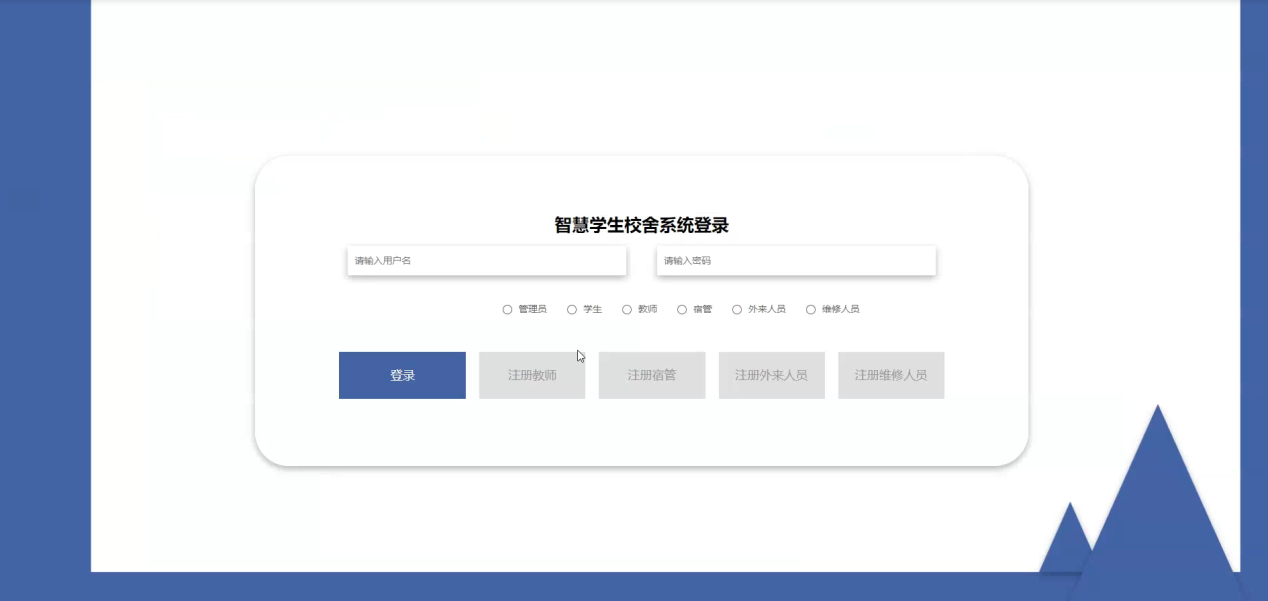 智慧学生校舍系统登录
请输入用户名 请输入密码
管理员 学生 教师 宿管 外来人员 维修人员
登录 注册教师 注册宿管 注册外来人员 注册维修人员